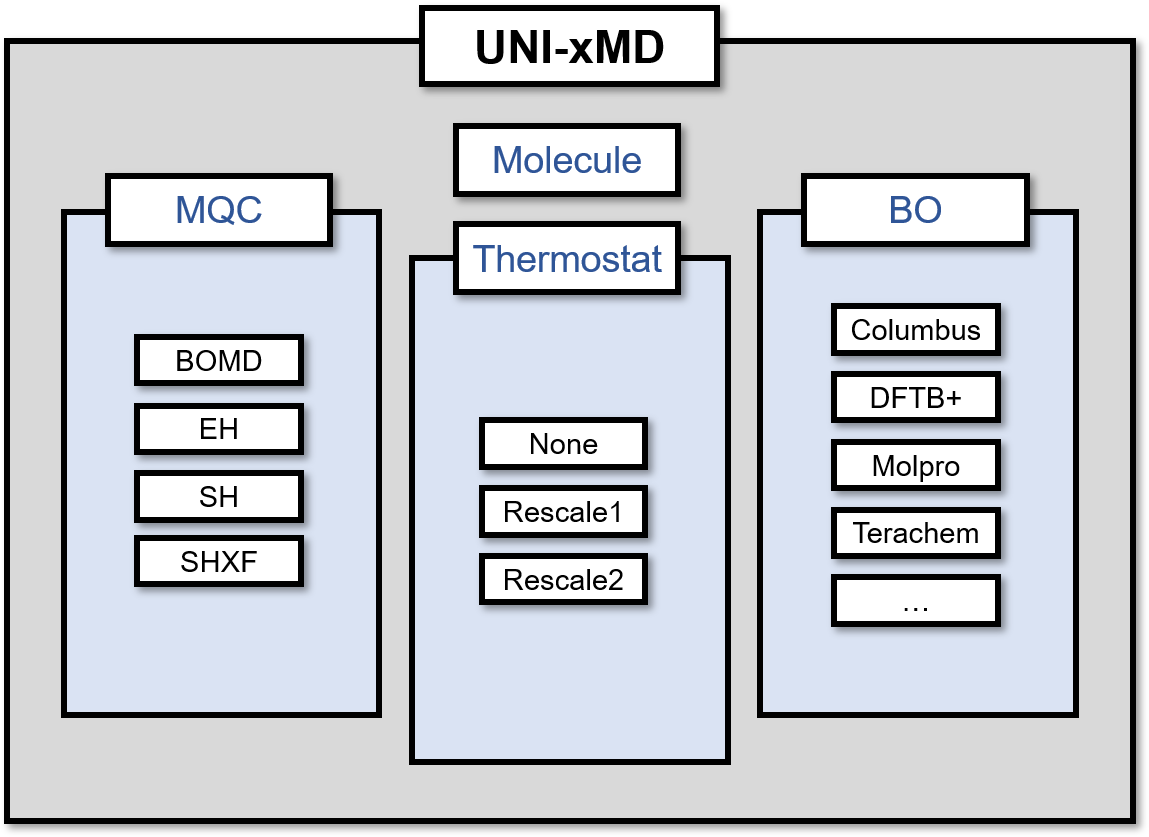 UNI-xMD
Molecule
MQC
BOMD
EH
SH
SHXF
Thermostat
None
Rescale1
Rescale2
BO
Columbus
DFTB+
Molpro
Terachem
…